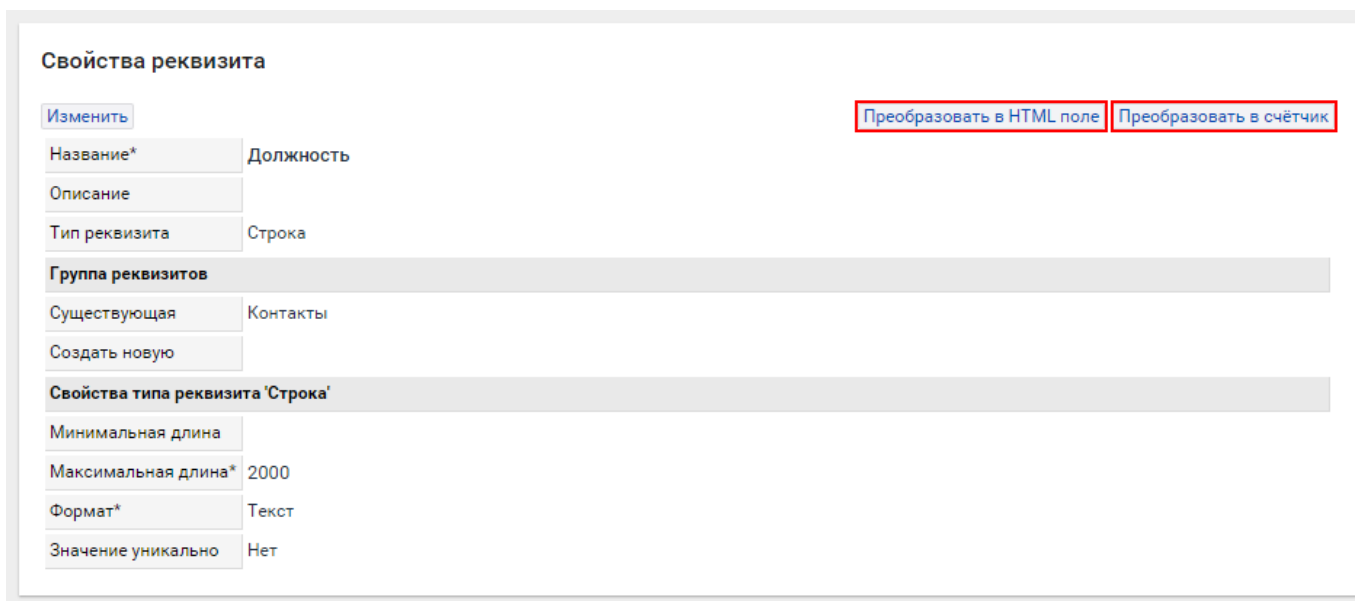 Свойства реквизита
Изменить Преобразовать в HTML поле Преобразовать в счётчик
Название* Должность
Описание
Тип реквизита Строка
Группа реквизитов
Существующая Контакты
Создать новую
Свойства типа реквизита 'Строка'
Минимальная длина
Максимальная длина* 2000
Формат* Текст
Значение уникально Нет